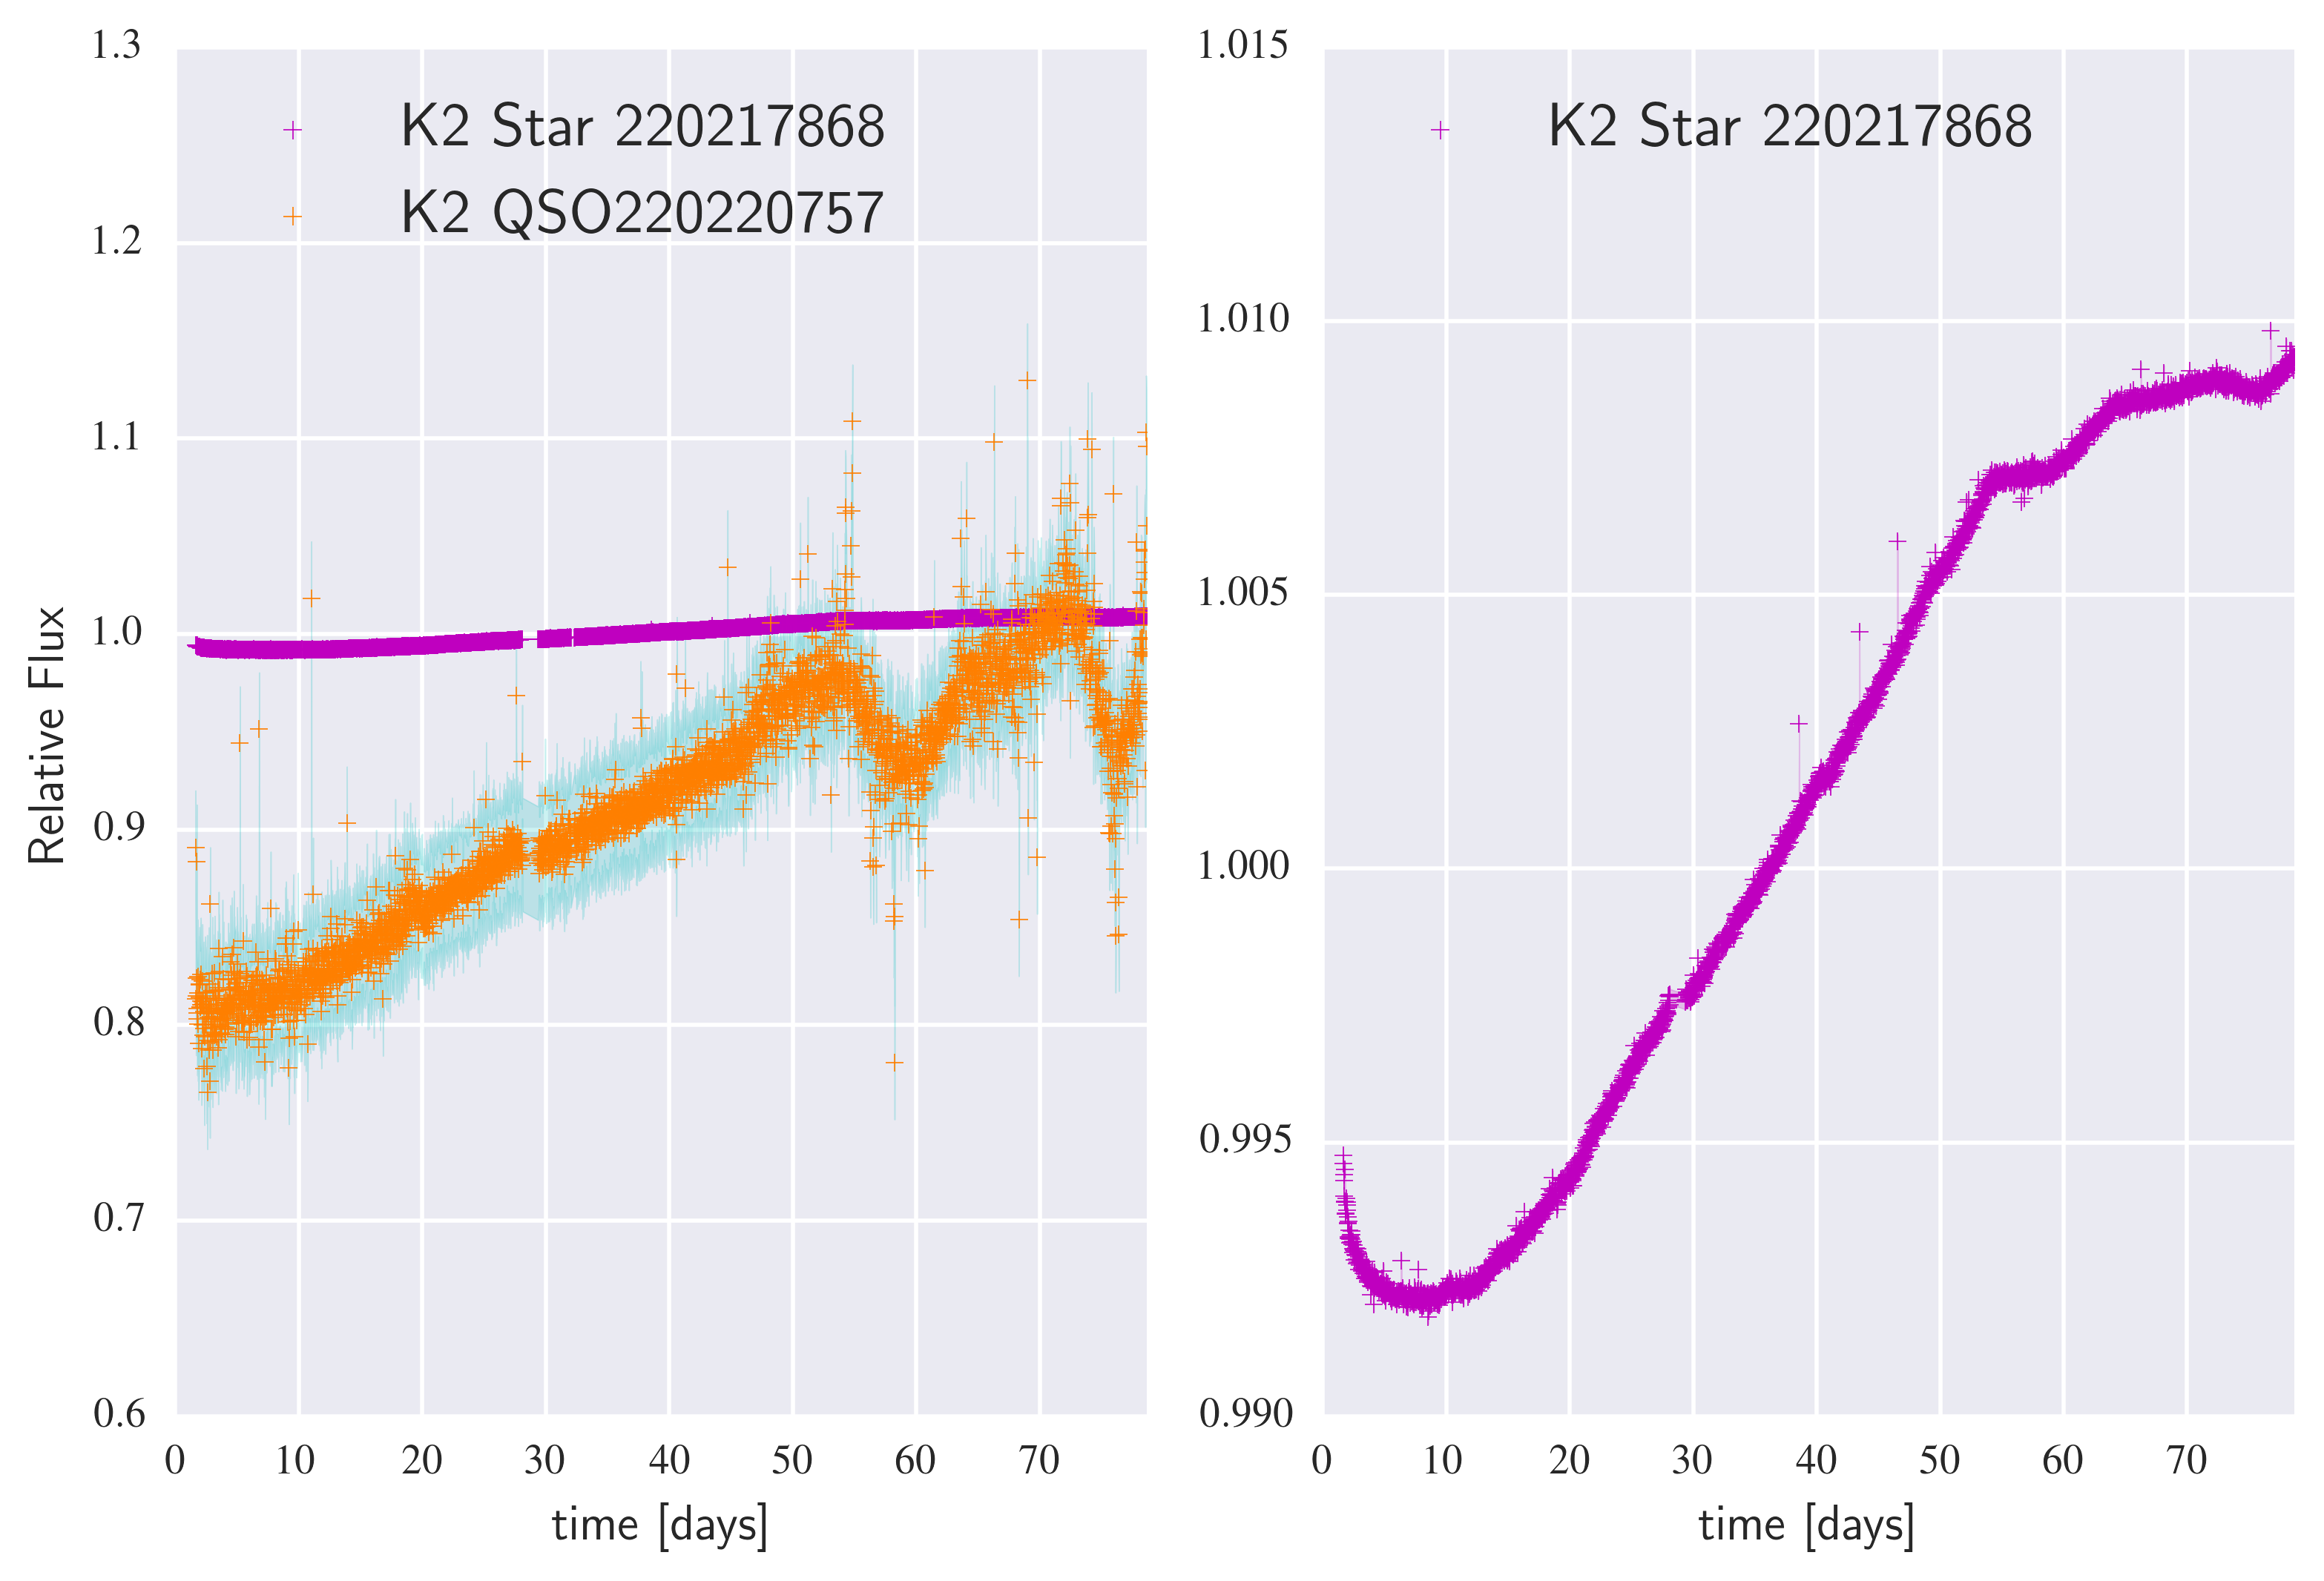 1.3
1.2
1.1
1.0
0.9
0.8
0.7
0.6
Relative Flux
K2 Star 220217868
K2 QSO220220757
0 10 20 30 40 50 60 70
time [days]
1.015
1.010
1.005
1.000
0.995
0.990
K2 Star 220217868
0 10 20 30 40 50 60 70
time [days]